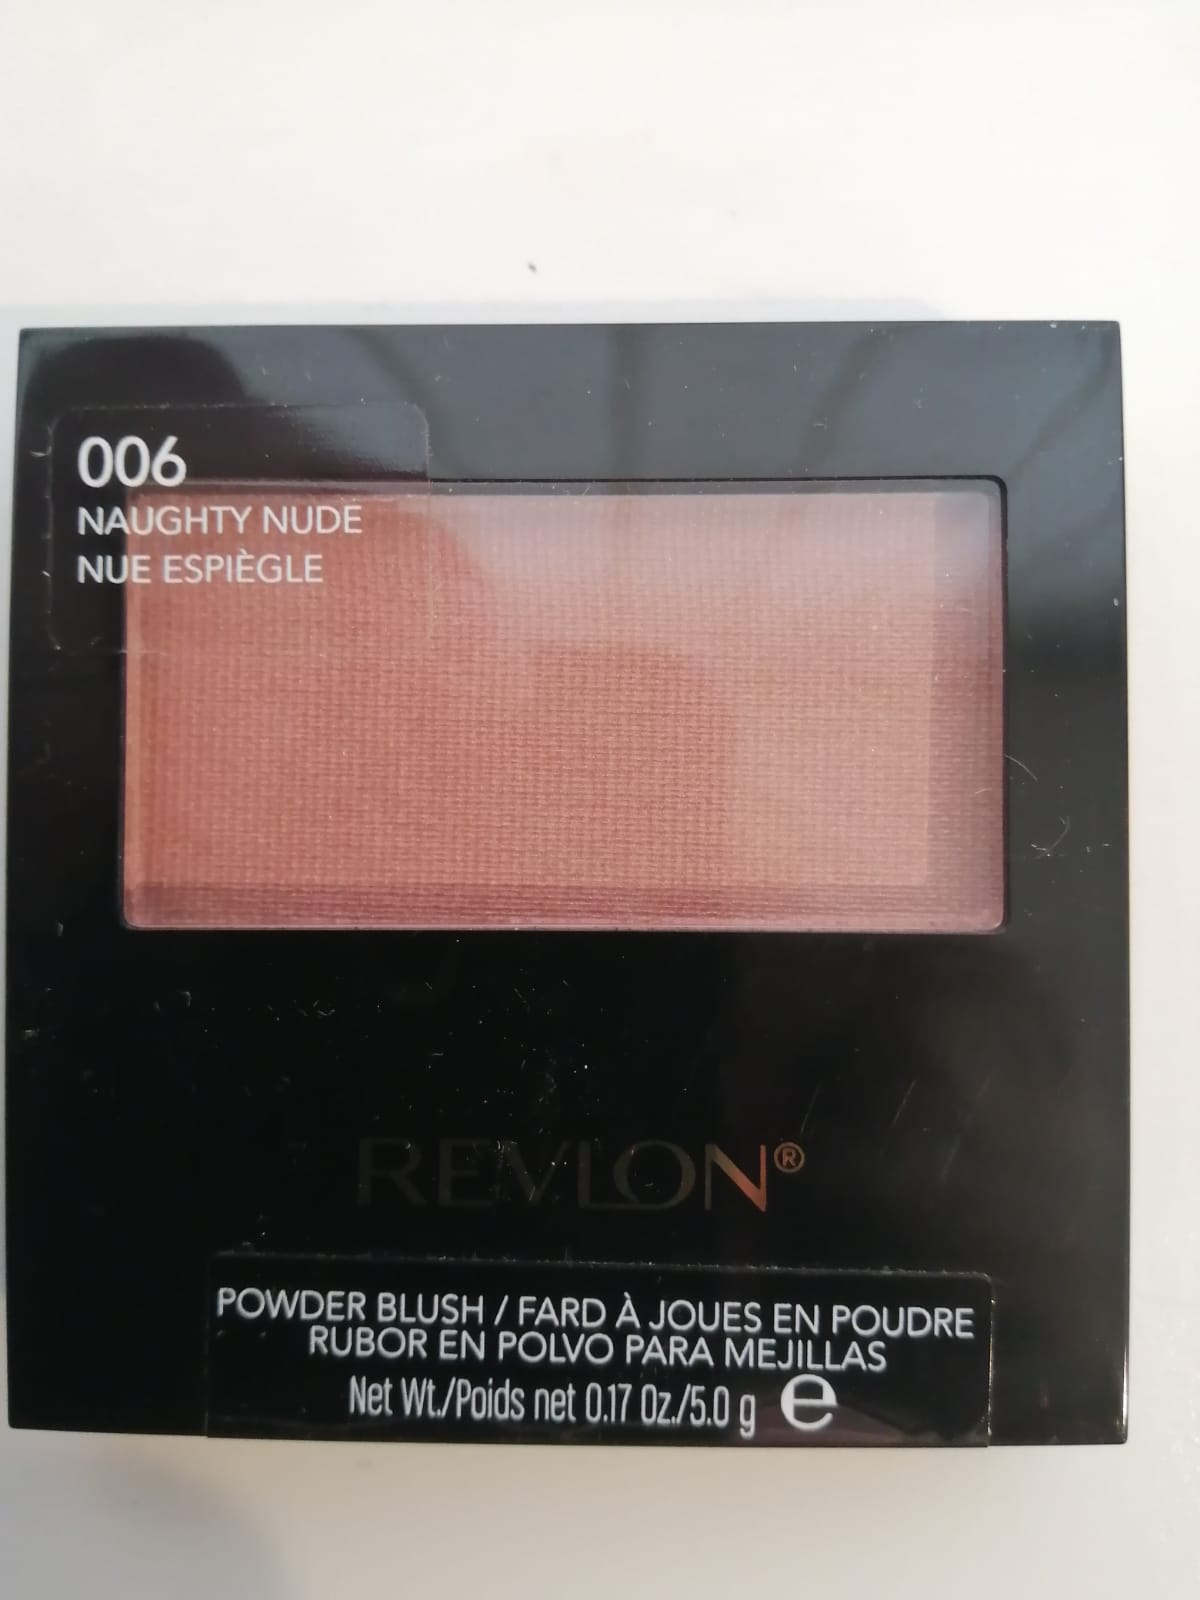 006
NAUGHTY NUDE
NUE ESPIÈGLE
REVLON®
POWDER BLUSH / FARD À JOUES EN POUDRE
RUBOR EN POLVO PARA MEJILLAS
Net Wt./Poids net 0.17 Oz./5.0 g ℮